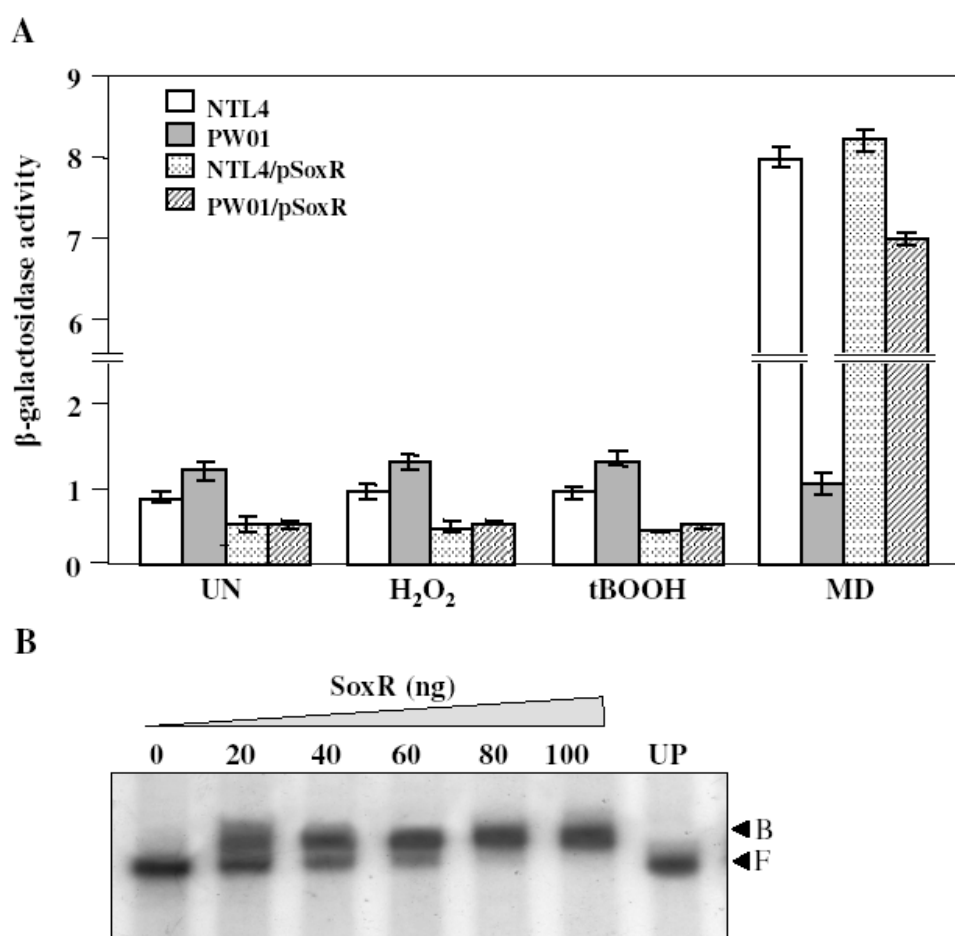 A
β-galactosidase activity
9
8
7
6
2
1
0
NTL4
PW01
NTL4/pSoxR
PW01/pSoxR
UN H₂O₂ tBOOH MD
B
SoxR (ng)
0 20 40 60 80 100 UP
B
F